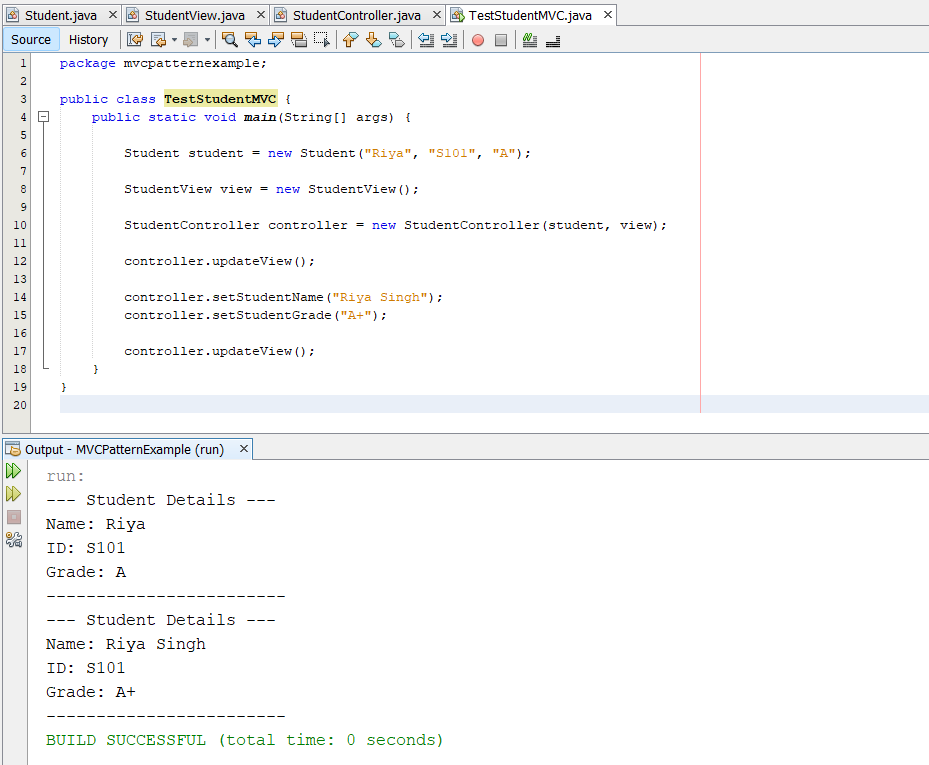 Student.java StudentView.java StudentController.java TestStudentMVC.java
Source History
1 package mvcpatternexample;
2
3 public class TestStudentMVC {
4 public static void main(String[] args) {
5
6 Student student = new Student("Riya", "S101", "A");
7
8 StudentView view = new StudentView();
9
10 StudentController controller = new StudentController(student, view);
11
12 controller.updateView();
13
14 controller.setStudentName("Riya Singh");
15 controller.setStudentGrade("A+");
16
17 controller.updateView();
18 }
19 }
20
Output - MVCPatternExample (run)
run:
--- Student Details ---
Name: Riya
ID: S101
Grade: A
------------------------
--- Student Details ---
Name: Riya Singh
ID: S101
Grade: A+
------------------------
BUILD SUCCESSFUL (total time: 0 seconds)